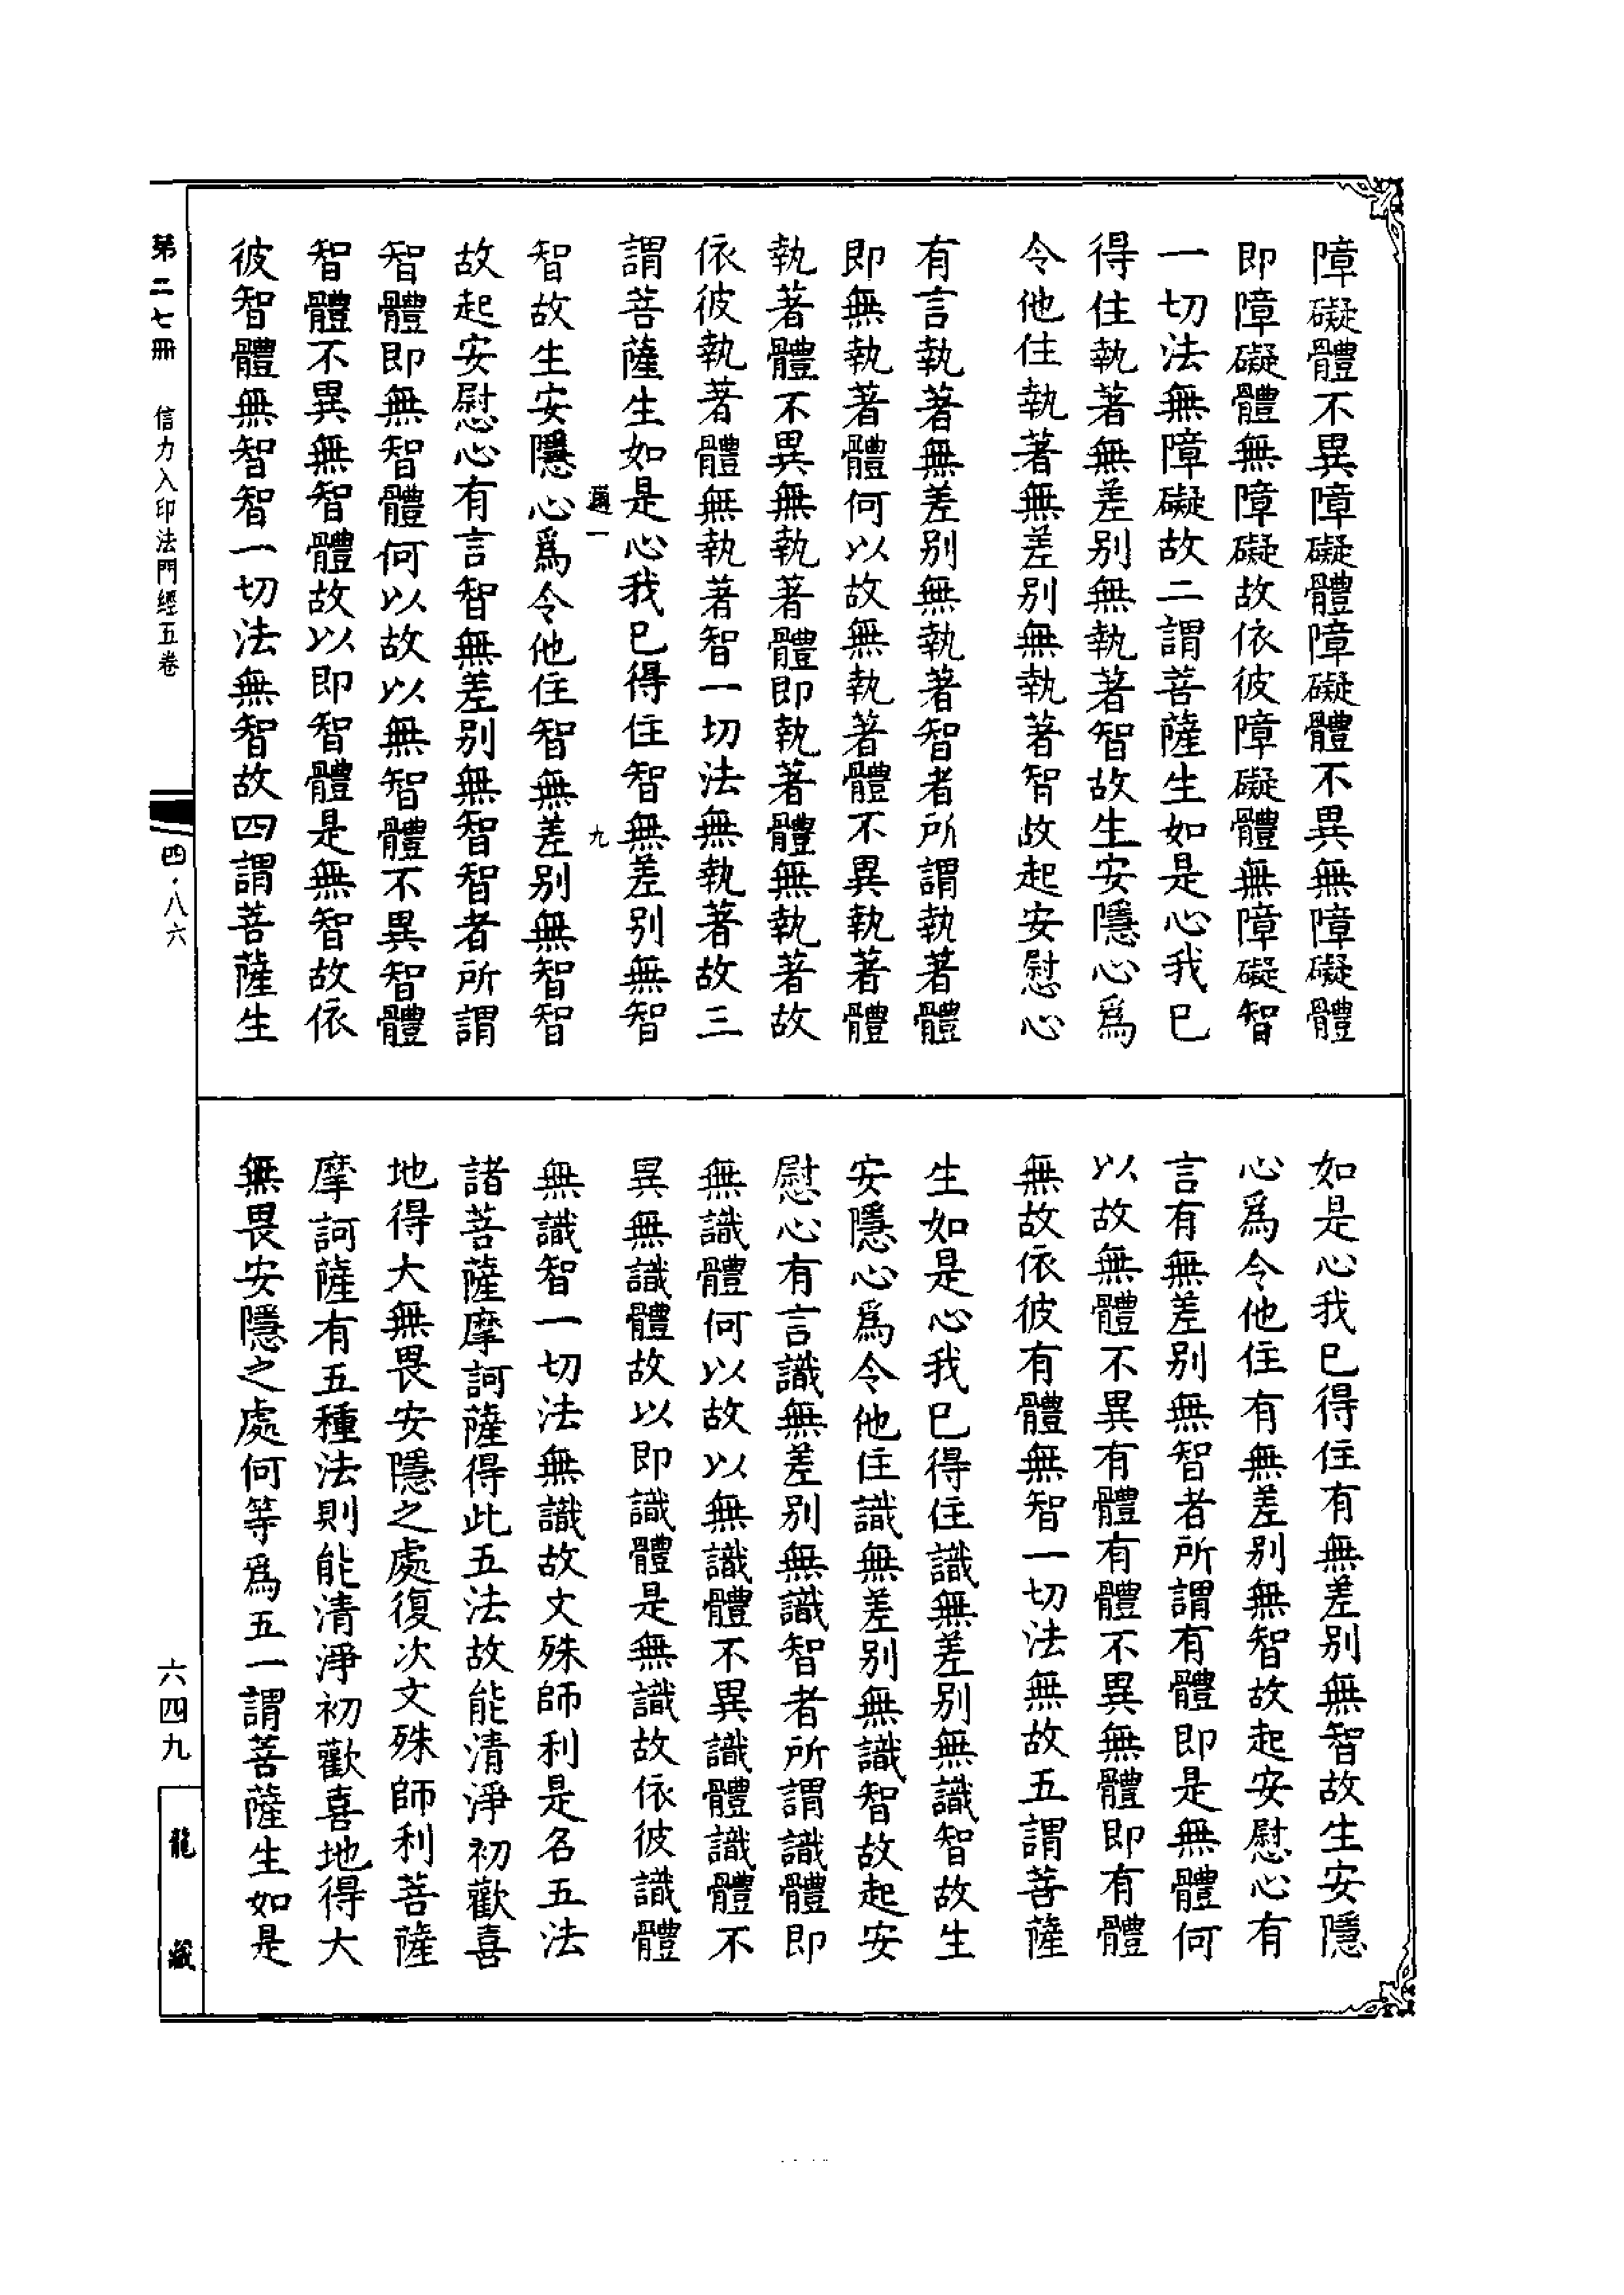 障礙體不異障礙體障礙體不異無障礙體
即障礙體無障礙故依彼障礙體無障礙智
一切法無障礙故二謂菩薩生如是心我已
得住執著無差別無執著智故生安隱心爲
令他住執著無差別無執著智故起安慰心
有言執著無差別無執著智者所謂執著體
即無執著體何以故無執著體不異執著體
執著體不異無執著體即執著體無執著故
依彼執著體無執著智一切法無執著故三
謂菩薩生如是心我已得住智無差別無智
一 九
智故生安隱心爲令他住智無差別無智智
故起安慰心有言智無差別無智智者所謂
智體即無智體何以故以無智體不異智體
智體不異無智體故以即智體是無智故依
彼智體無智智一切法無智故四謂菩薩生
如是心我已得住有無差別無智故生安隱
心爲令他住有無差別無智故起安慰心有
言有無差別無智者所謂有體即是無體何
以故無體不異有體有體不異無體即有體
無故依彼有體無智一切法無故五謂菩薩
生如是心我已得住識無差別無識智故生
安隱心爲令他住識無差別無識智故起安
慰心有言識無差別無識智者所謂識體即
無識體何以故以無識體不異識體識體不
異無識體故以即識體是無識故依彼識體
無識智一切法無識故文殊師利是名五法
諸菩薩摩訶薩得此五法故能清淨初歡喜
地得大無畏安隱之處復次文殊師利菩薩
摩訶薩有五種法則能清淨初歡喜地得大
無畏安隱之處何等爲五一謂菩薩生如是
第二七冊 信力入印法門經五卷
四·八六
六四九
龍藏